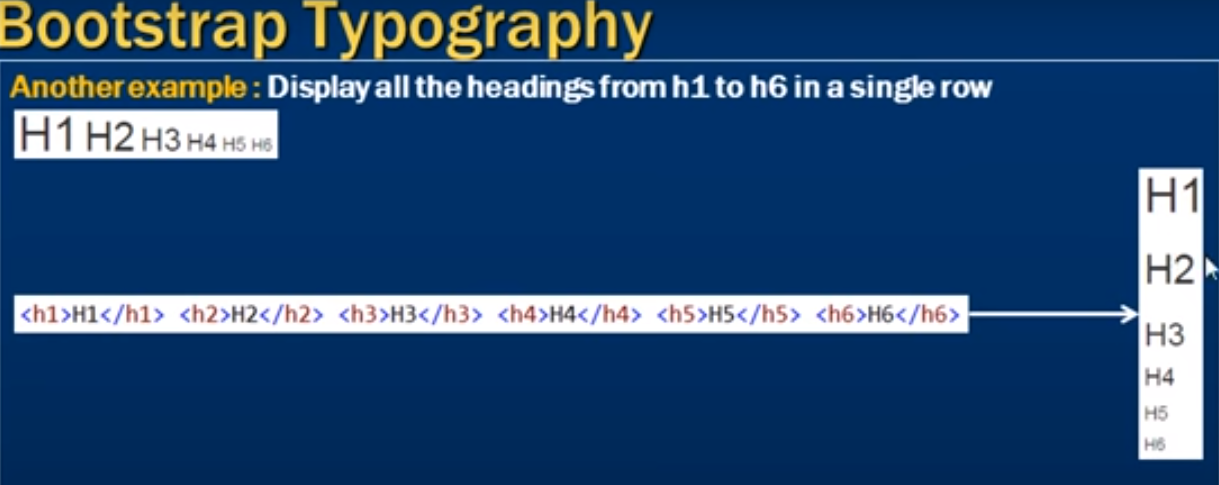 Bootstrap Typography
Another example : Display all the headings from h1 to h6 in a single row
H1 H2 H3 H4 H5 H6
<h1>H1</h1> <h2>H2</h2> <h3>H3</h3> <h4>H4</h4> <h5>H5</h5> <h6>H6</h6>
H1
H2
H3
H4
H5
H6